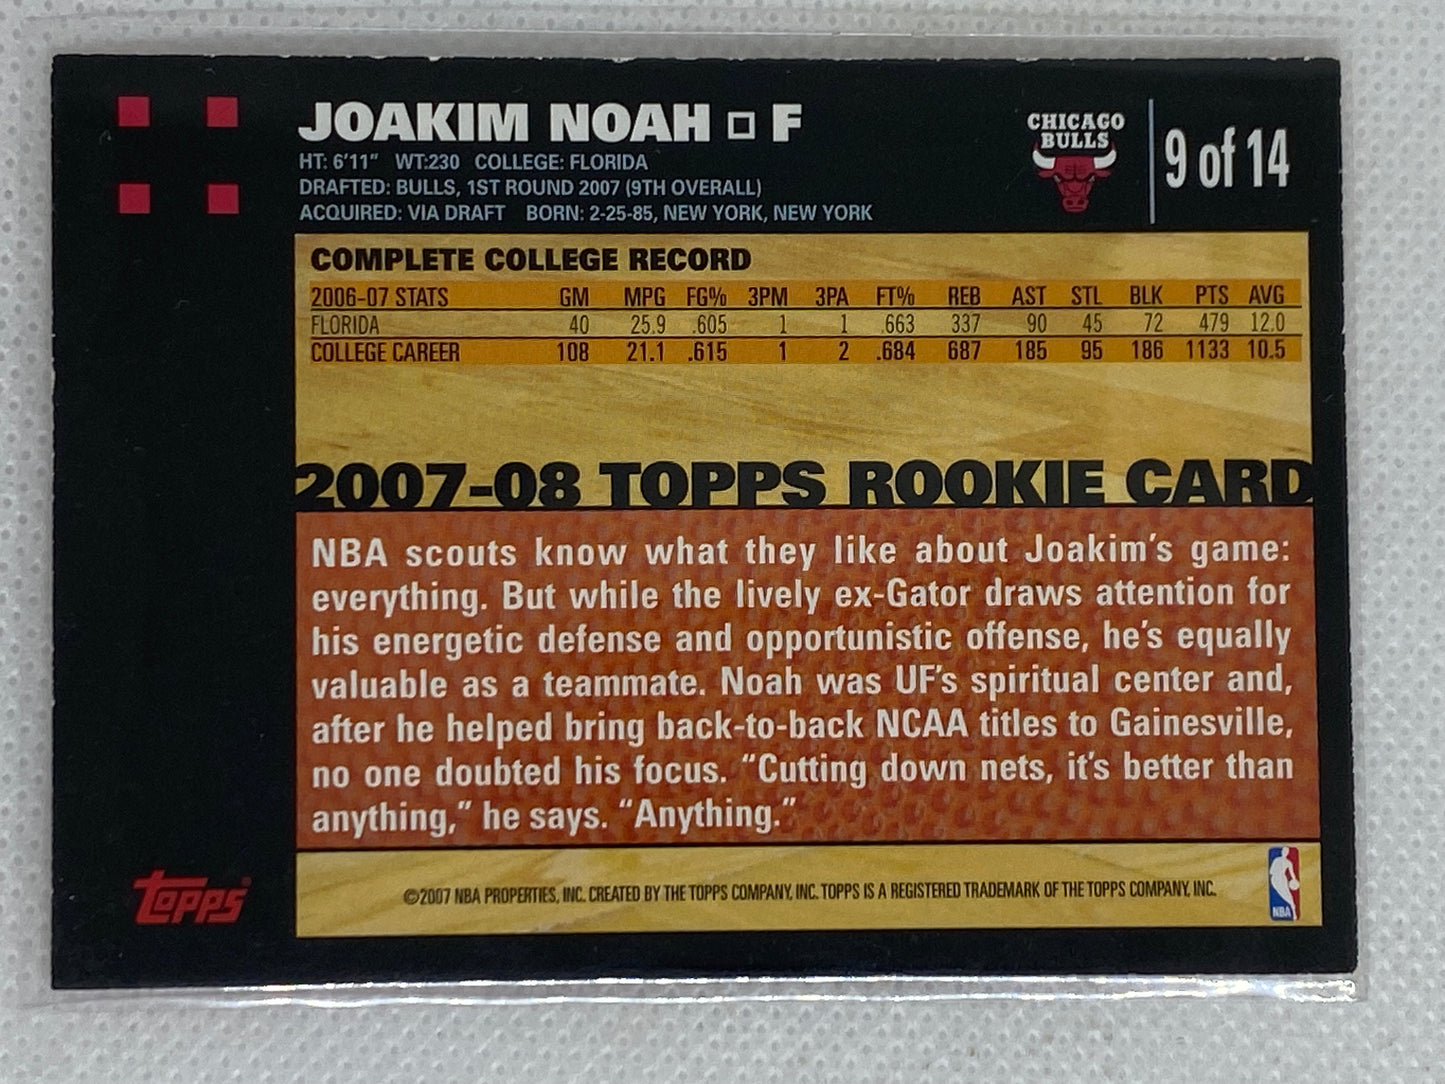 JOAKIM NOAH □ F
HT: 6'11" WT:230 COLLEGE: FLORIDA
DRAFTED: BULLS, 1ST ROUND 2007 (9TH OVERALL)
ACQUIRED: VIA DRAFT BORN: 2-25-85, NEW YORK, NEW YORK
CHICAGO
BULLS
9 of 14
COMPLETE COLLEGE RECORD
2006-07 STATS GM MPG FG% 3PM 3PA FT% REB AST STL BLK PTS AVG
FLORIDA 40 25.9 .605 1 1 .663 337 90 45 72 479 12.0
COLLEGE CAREER 108 21.1 .615 1 2 .684 687 185 95 186 1133 10.5
2007-08 TOPPS ROOKIE CARD
NBA scouts know what they like about Joakim's game:
everything. But while the lively ex-Gator draws attention for
his energetic defense and opportunistic offense, he's equally
valuable as a teammate. Noah was UF's spiritual center and,
after he helped bring back-to-back NCAA titles to Gainesville,
no one doubted his focus. "Cutting down nets, it's better than
anything," he says. "Anything."
topps®
©2007 NBA PROPERTIES, INC. CREATED BY THE TOPPS COMPANY, INC. TOPPS IS A REGISTERED TRADEMARK OF THE TOPPS COMPANY, INC.
NBA